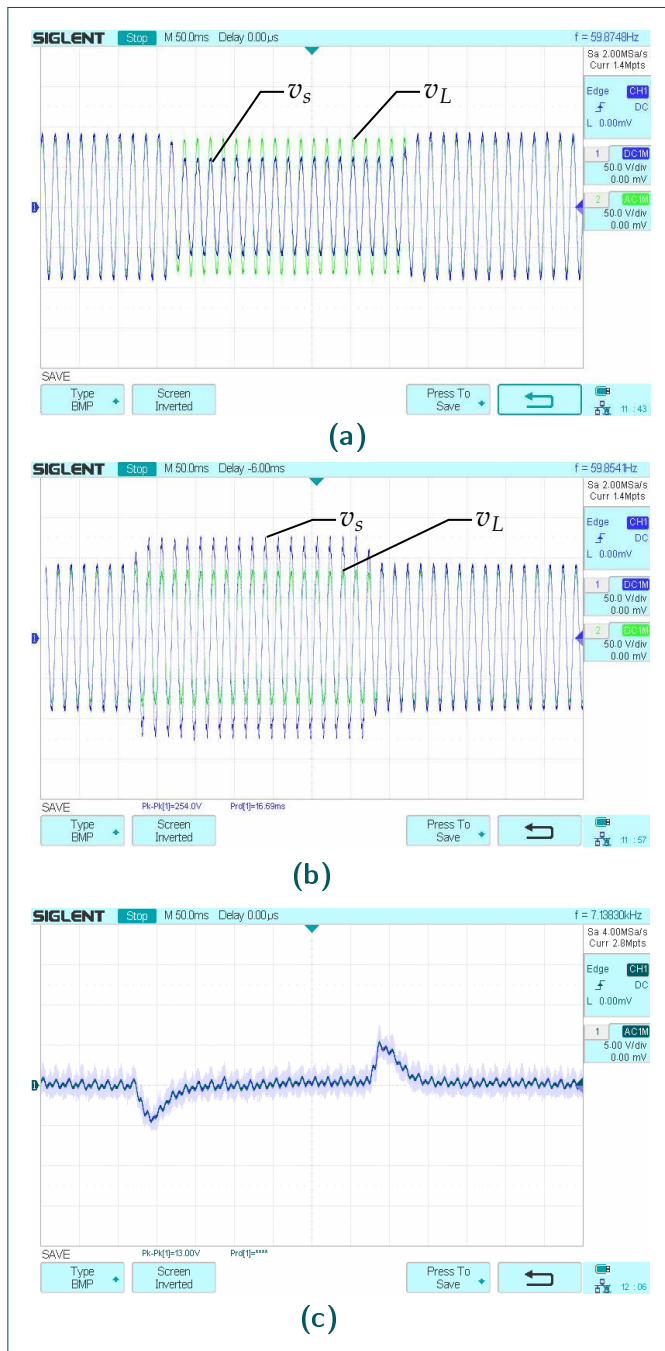 SIGLENT Stop M 50.0ms Delay 0.00µs f = 59.8748Hz
Sa 2.00MSa/s
Curr 1.4Mpts
v_s v_L
Edge CH1
DC
L 0.00mV
1 DC1M
50.0 V/div
0.00 mV
2 AC1M
50.0 V/div
0.00 mV
SAVE
Type
BMP
Screen
Inverted
Press To
Save
11 : 43
(a)
SIGLENT Stop M 50.0ms Delay -6.00ms f = 59.8541Hz
Sa 2.00MSa/s
Curr 1.4Mpts
v_s v_L
Edge CH1
DC
L 0.00mV
1 DC1M
50.0 V/div
0.00 mV
2 DC1M
50.0 V/div
0.00 mV
SAVE Pk-Pk[1]=254.0V Prd[1]=16.69ms
Type
BMP
Screen
Inverted
Press To
Save
11 : 57
(b)
SIGLENT Stop M 50.0ms Delay 0.00µs f = 7.13830kHz
Sa 4.00MSa/s
Curr 2.8Mpts
Edge CH1
DC
L 0.00mV
1 AC1M
5.00 V/div
0.00 mV
SAVE Pk-Pk[1]=13.00V Prd[1]=****
Type
BMP
Screen
Inverted
Press To
Save
12 : 06
(c)